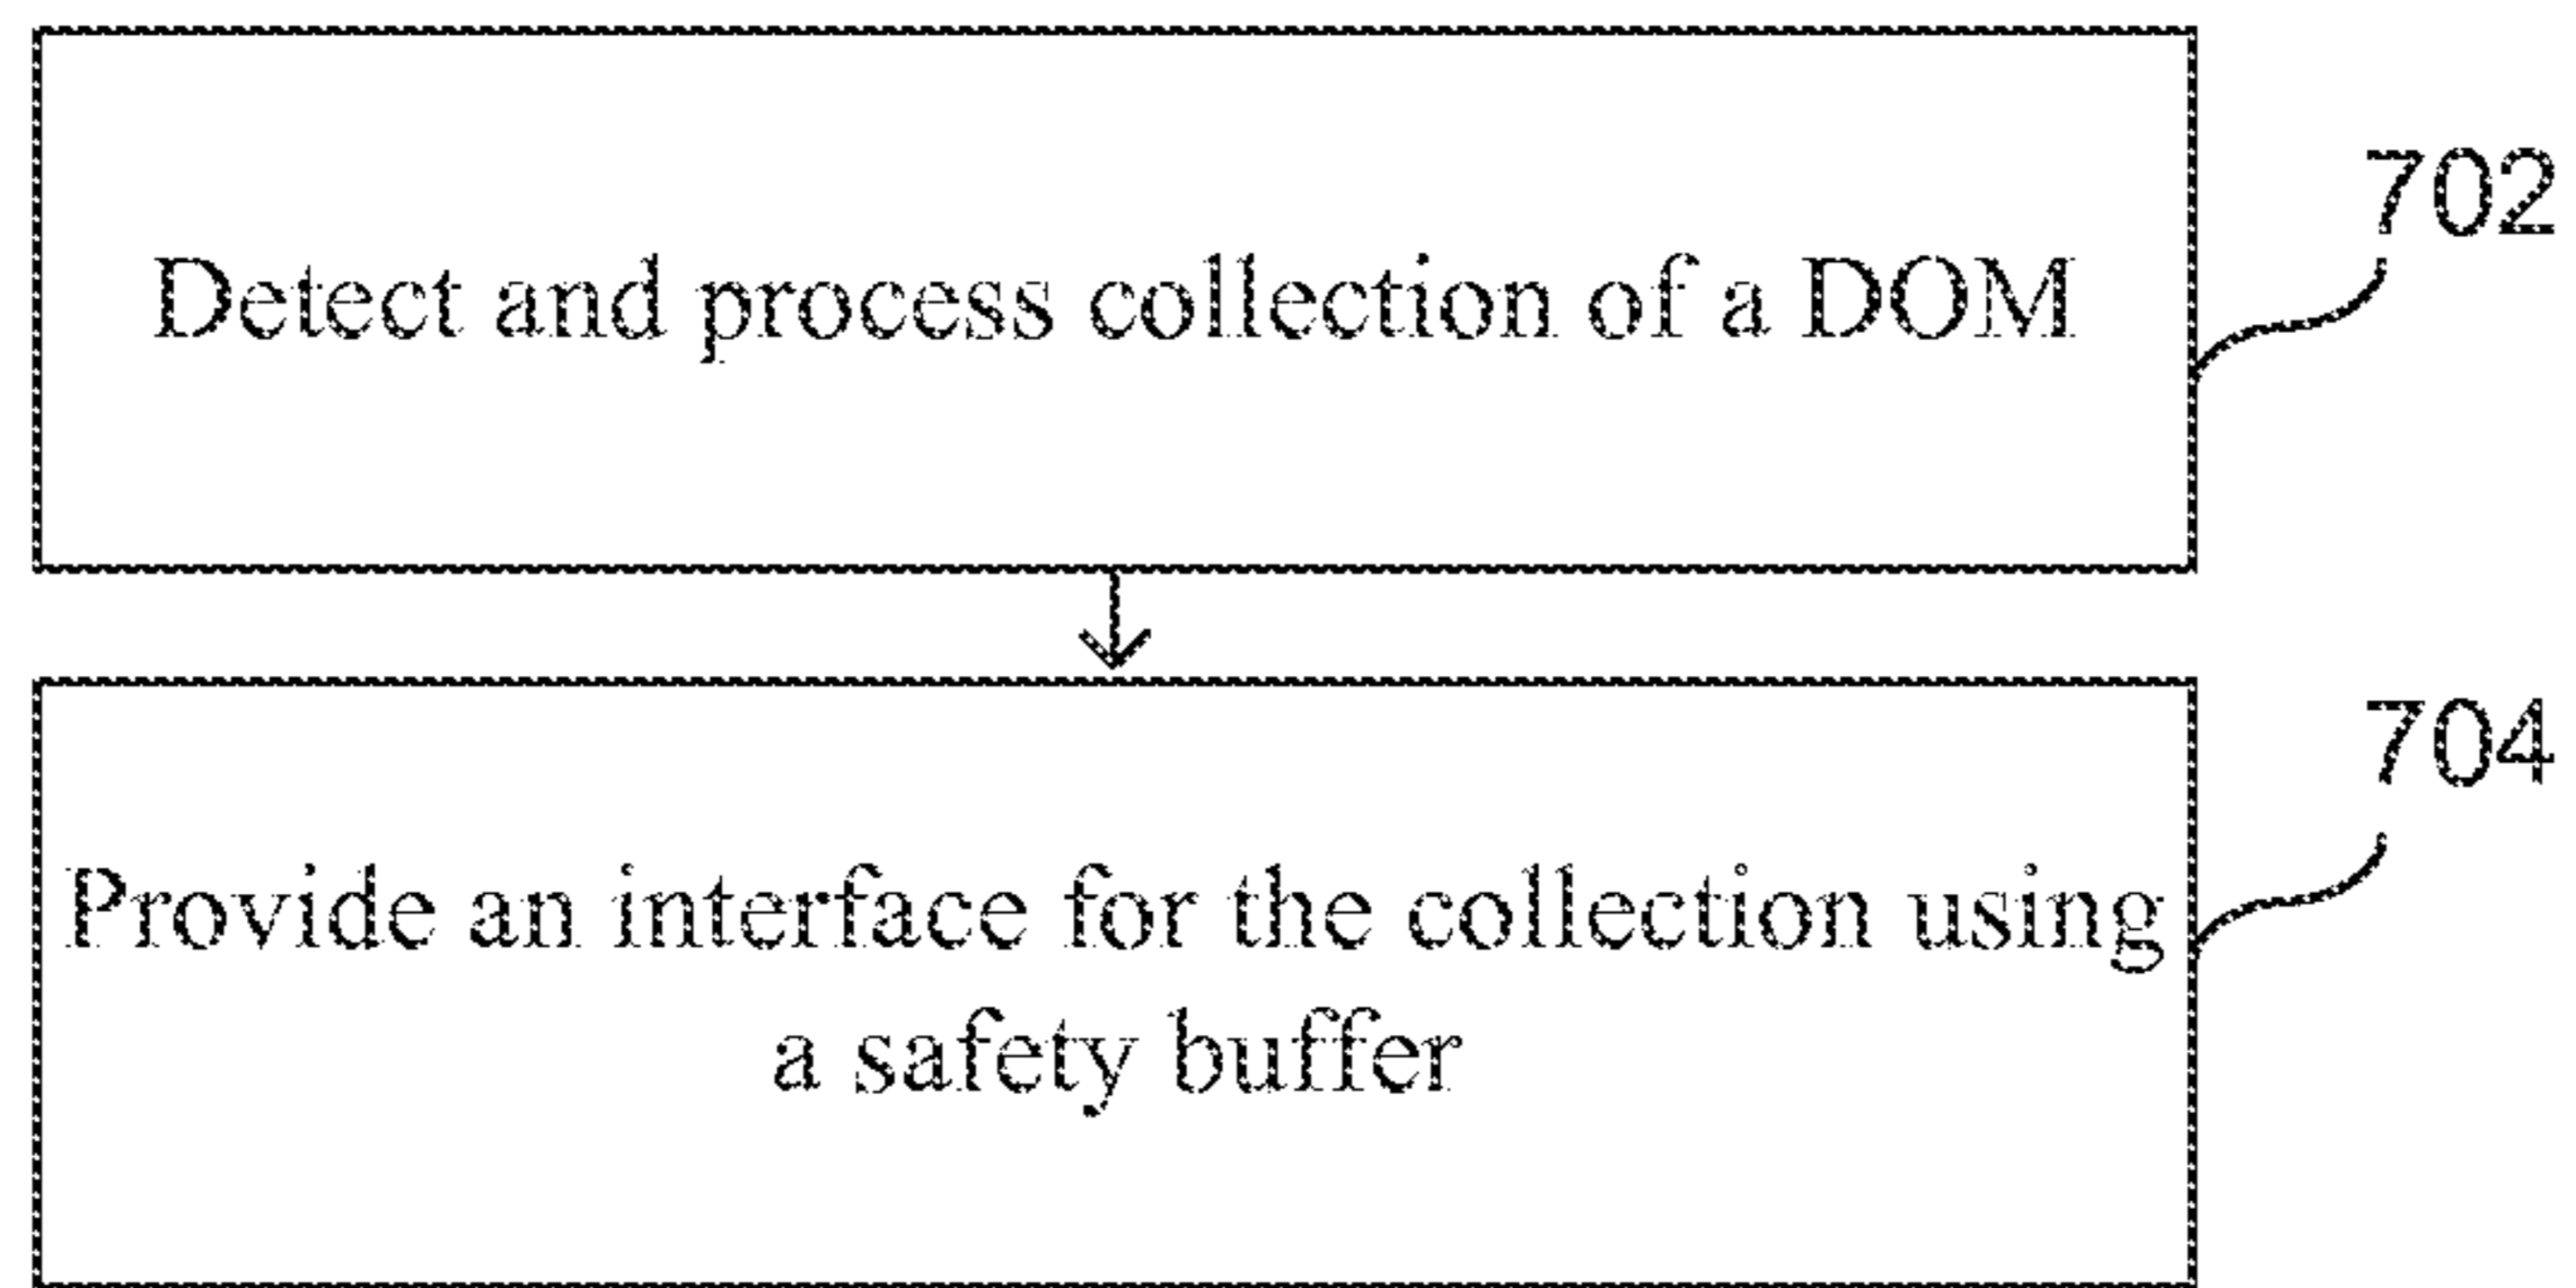 702
Detect and process collection of a DOM
704
Provide an interface for the collection using
a safety buffer